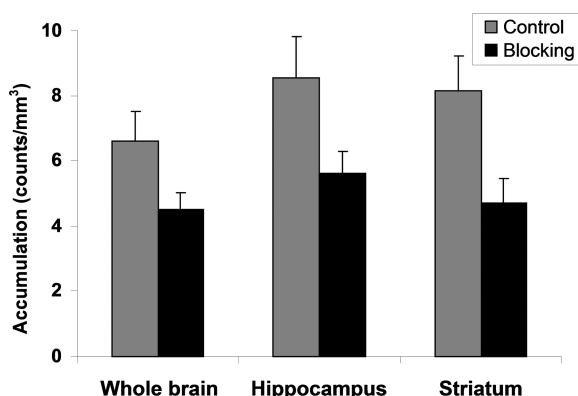 Control
Blocking
Accumulation (counts/mm³)
10
8
6
4
2
0
Whole brain Hippocampus Striatum